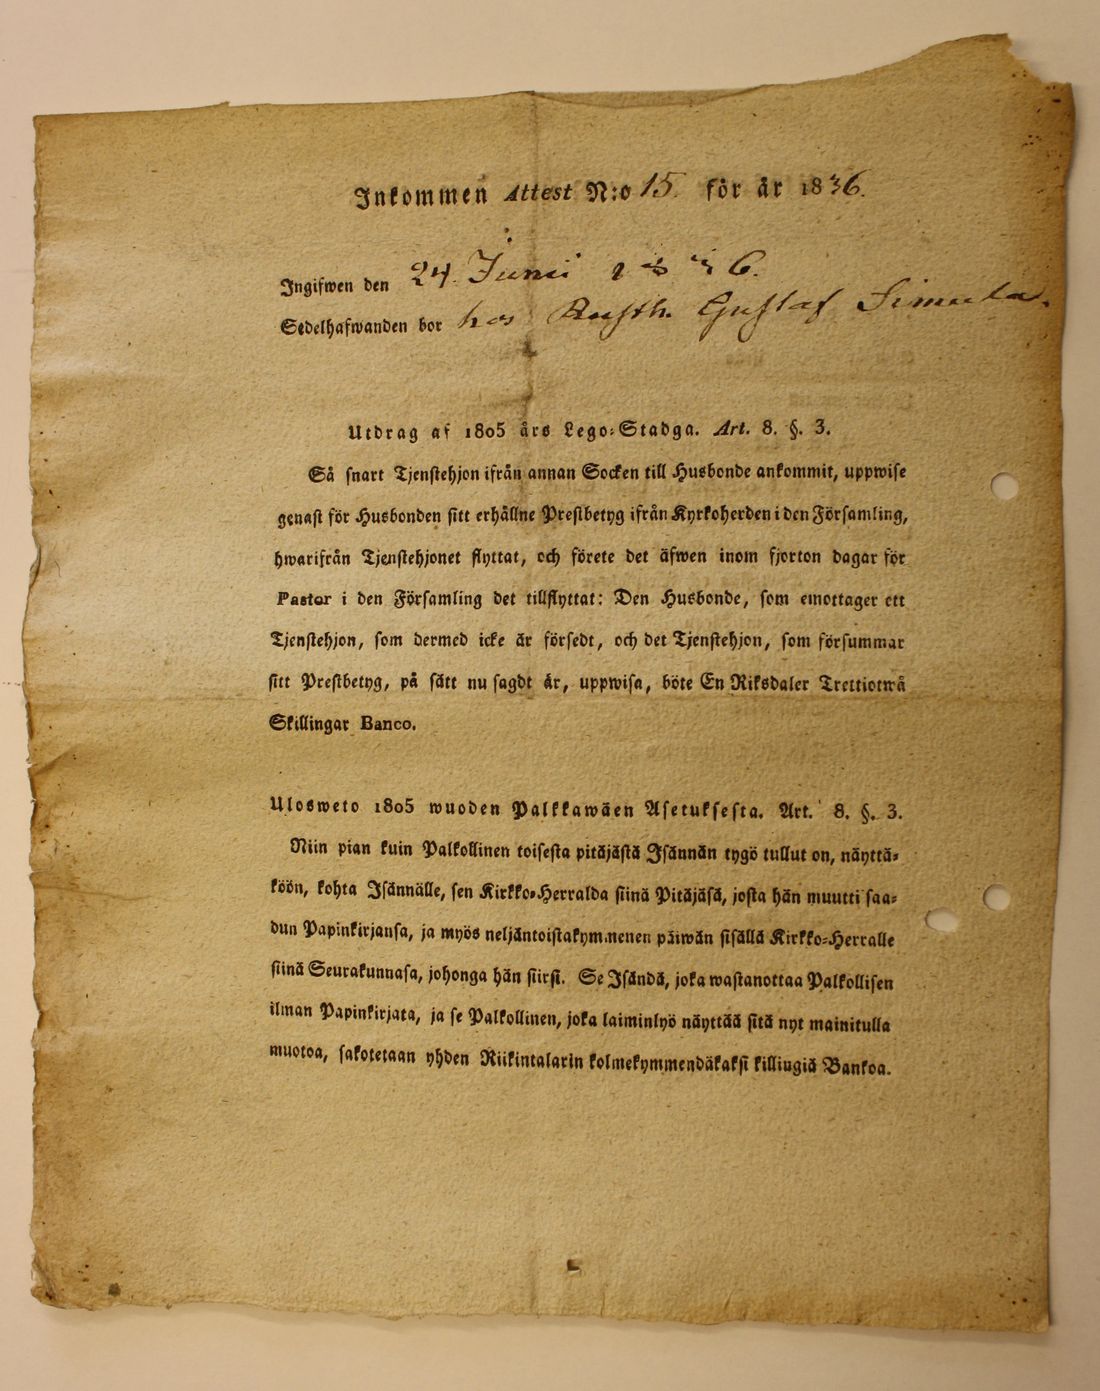 Inkommen Attest N:o 15. för år 1836.
Ingifwen den 24. Junii 1836.
Sedelhafwanden bor hos Rusth. Gustaf Simula.
Utdrag af 1805 års Lego-Stadga. Art. 8. §. 3.
Så snart Tjenstehjon ifrån annan Socken till Husbonde ankommit, uppwise
genast för Husbonden sitt erhållne Prestbetyg ifrån Kyrkoherden i den Församling,
hwarifrån Tjenstehjonet flyttat, och förete det äfwen inom fjorton dagar för
Pastor i den Församling det tillflyttat: Den Husbonde, som emottager ett
Tjenstehjon, som dermed icke är försedt, och det Tjenstehjon, som försummar
sitt Prestbetyg, på sätt nu sagdt är, uppwisa, böte En Riksdaler Trettiotwå
Skillingar Banco.
Ulosweto 1805 wuoden Palkkawäen Asetuksesta. Art. 8. §. 3.
Niin pian kuin Palkollinen toisesta pitäjästä Isännän tygö tullut on, näyttä-
köön, kohta Isännälle, sen Kirkko-Herralda siinä Pitäjäsä, josta hän muutti saa-
dun Papinkirjansa, ja myös neljäntoistakymmenen päiwän sisällä Kirkko-Herralle
siinä Seurakunnasa, johonga hän siirsi. Se Isändä, joka wastanottaa Palkollisen
ilman Papinkirjata, ja se Palkollinen, joka laiminlyö näyttää sitä nyt mainitulla
muotoa, sakotetaan yhden Riikintalarin kolmekymmendäkaksi killiugiä Bankoa.